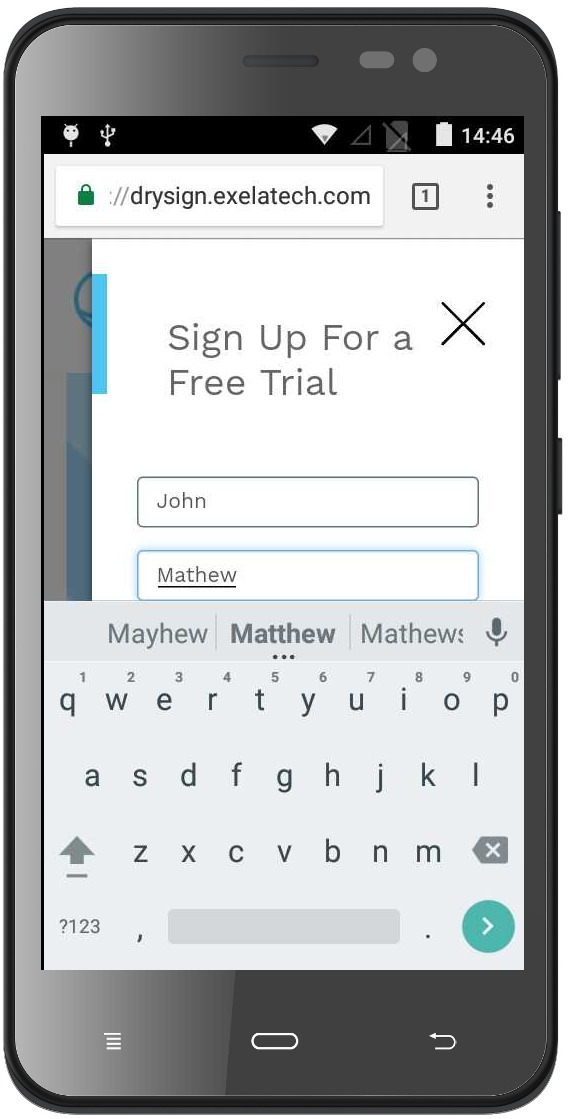 14:46
://drysign.exelatech.com
1
Sign Up For a
Free Trial
John
Mathew
Mayhew Matthew Mathews
1 2 3 4 5 6 7 8 9 0
q w e r t y u i o p
a s d f g h j k l
z x c v b n m
?123 , .